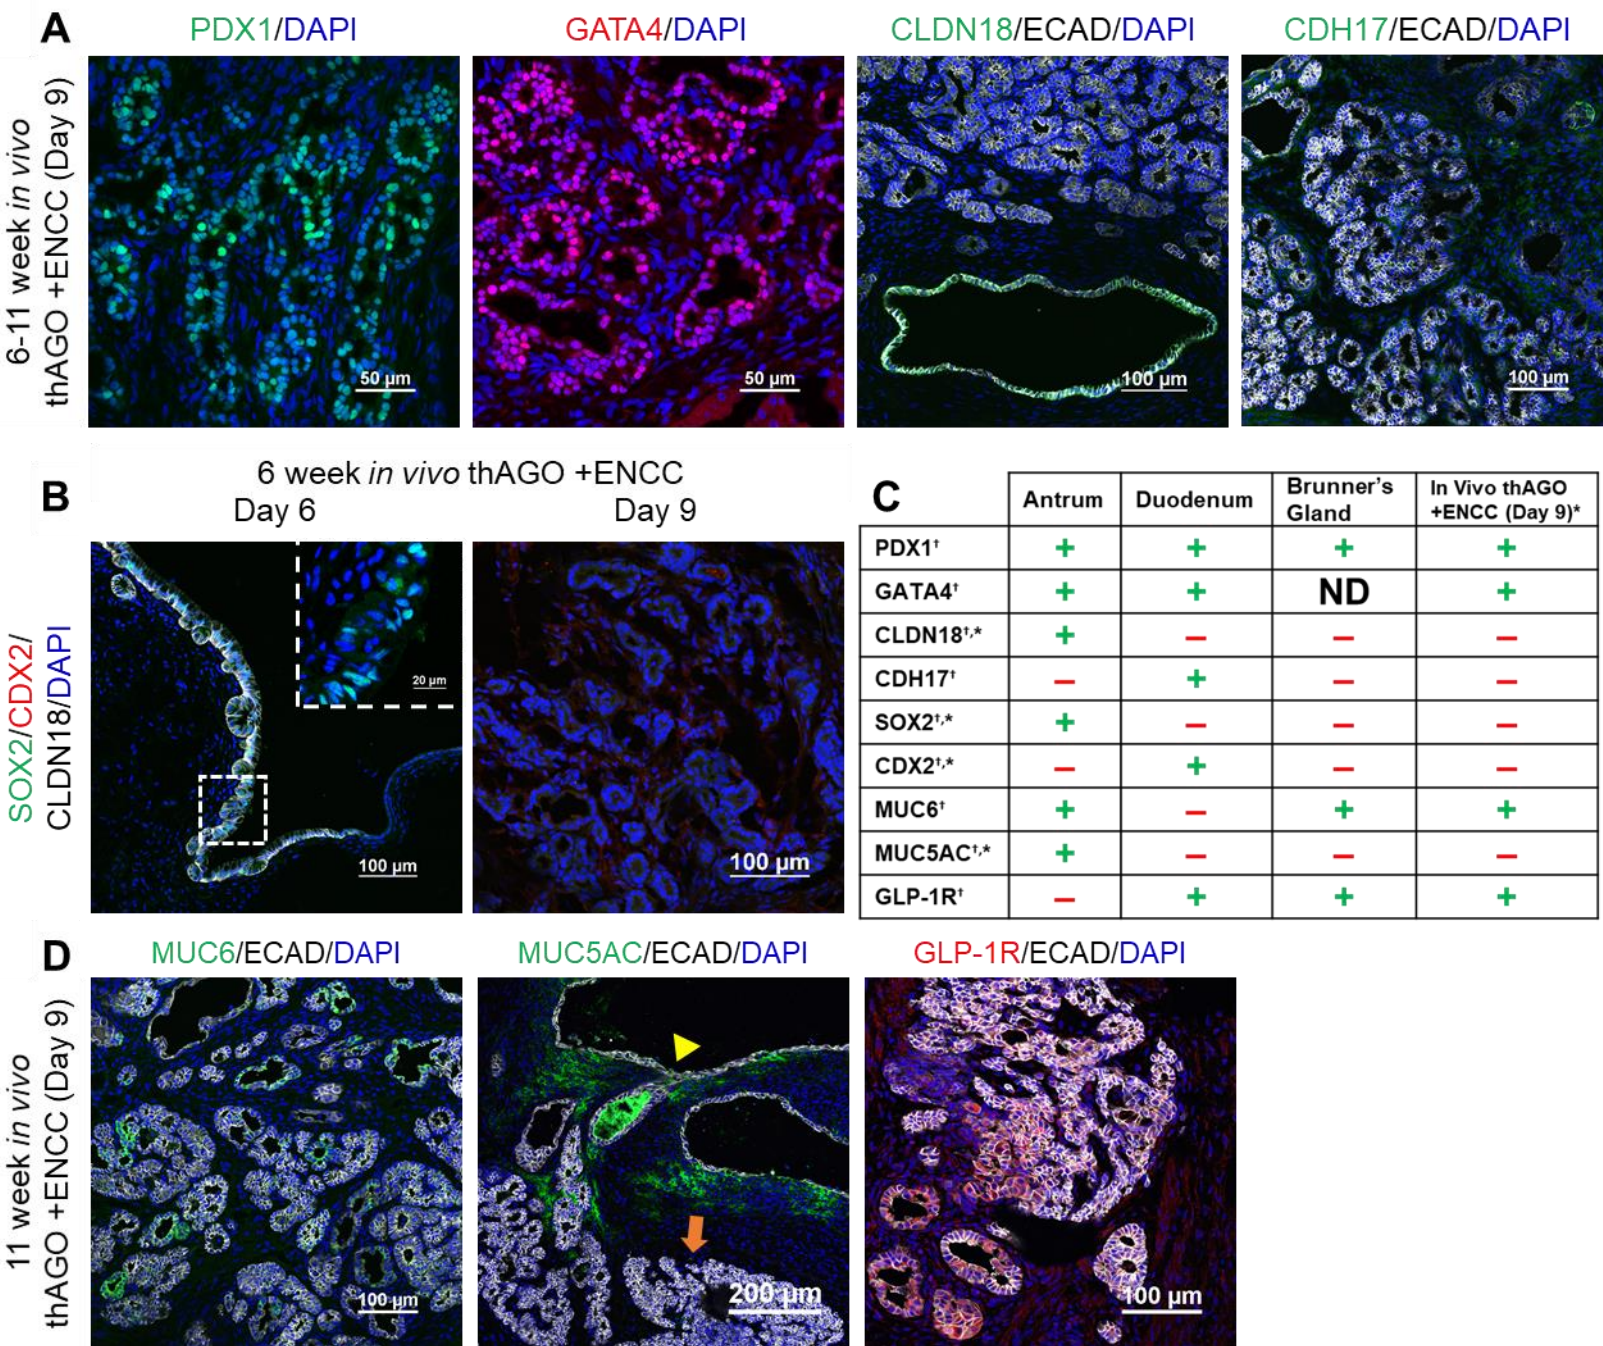 A
PDX1/DAPI
GATA4/DAPI
CLDN18/ECAD/DAPI
CDH17/ECAD/DAPI
6-11 week in vivo
thAGO +ENCC (Day 9)
50 µm
50 µm
100 µm
100 µm
B
6 week in vivo thAGO +ENCC
Day 6
Day 9
SOX2/CDX2/
CLDN18/DAPI
20 µm
100 µm
100 µm
C
Antrum
Duodenum
Brunner's
Gland
In Vivo thAGO
+ENCC (Day 9)*
PDX1† + + + +
GATA4† + + ND +
CLDN18†,* + − − −
CDH17† − + − −
SOX2†,* + − − −
CDX2†,* − + − −
MUC6† + − + +
MUC5AC†,* + − − −
GLP-1R† − + + +
D
MUC6/ECAD/DAPI
MUC5AC/ECAD/DAPI
GLP-1R/ECAD/DAPI
11 week in vivo
thAGO +ENCC (Day 9)
100 µm
200 µm
100 µm